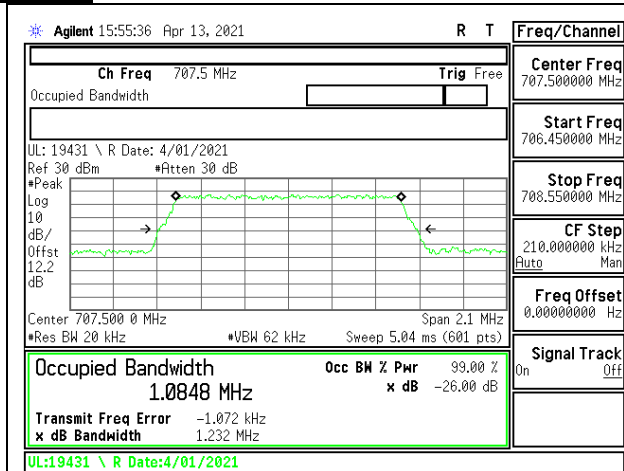 Agilent 15:55:36 Apr 13, 2021 R T
Freq/Channel
Ch Freq 707.5 MHz Trig Free
Occupied Bandwidth
Center Freq
707.500000 MHz
Start Freq
706.450000 MHz
Stop Freq
708.550000 MHz
CF Step
210.000000 kHz
Auto Man
Freq Offset
0.00000000 Hz
Signal Track
On Off
UL: 19431 \ R Date: 4/01/2021
Ref 30 dBm #Atten 30 dB
#Peak
Log
10
dB/
Offst
12.2
dB
Center 707.500 0 MHz Span 2.1 MHz
#Res BW 20 kHz #VBW 62 kHz Sweep 5.04 ms (601 pts)
Occupied Bandwidth Occ BW % Pwr 99.00 %
1.0848 MHz x dB -26.00 dB
Transmit Freq Error -1.072 kHz
x dB Bandwidth 1.232 MHz
UL:19431 \ R Date:4/01/2021